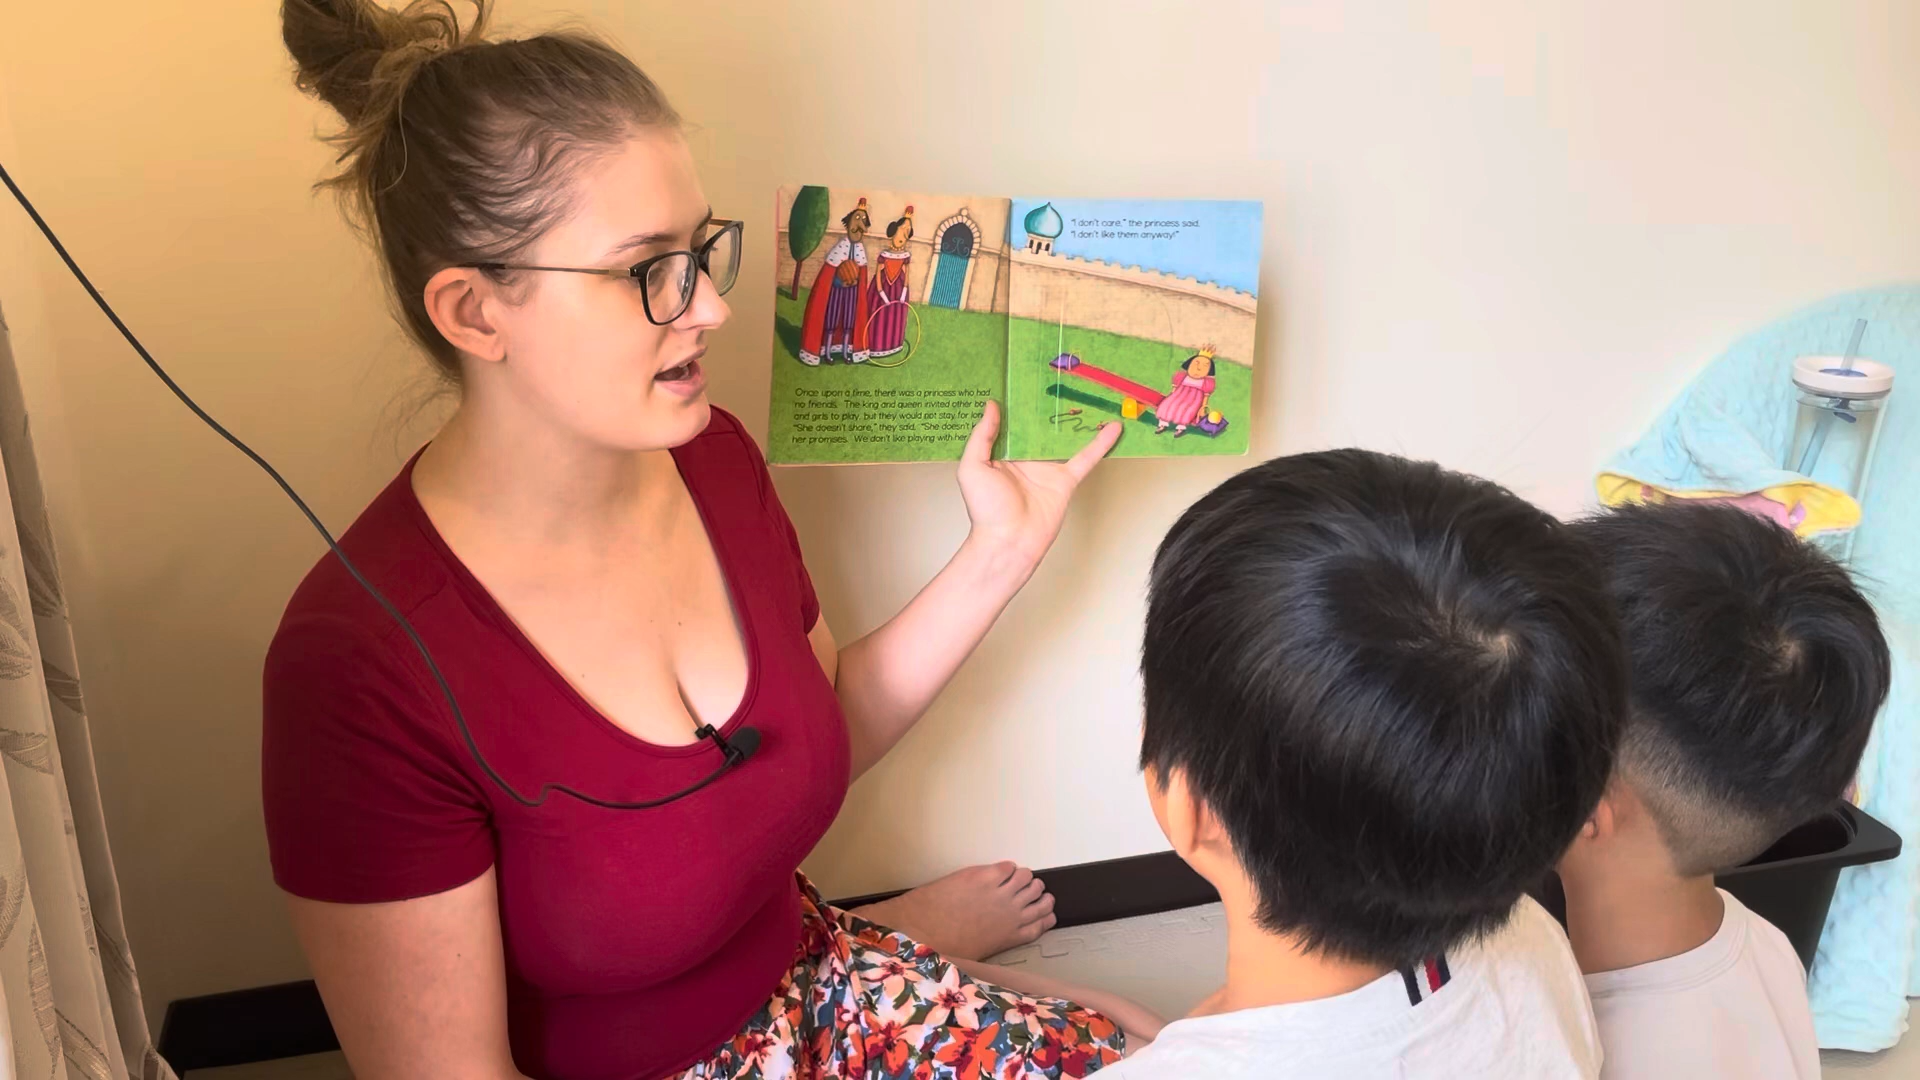 Once upon a time, there was a princess who had
no friends. The king and queen invited other bo
and girls to play, but they would not stay for lon
"She doesn't share," they said. "She doesn't k
her promises. We don't like playing with her
"I don't care," the princess said.
"I don't like them anyway!"